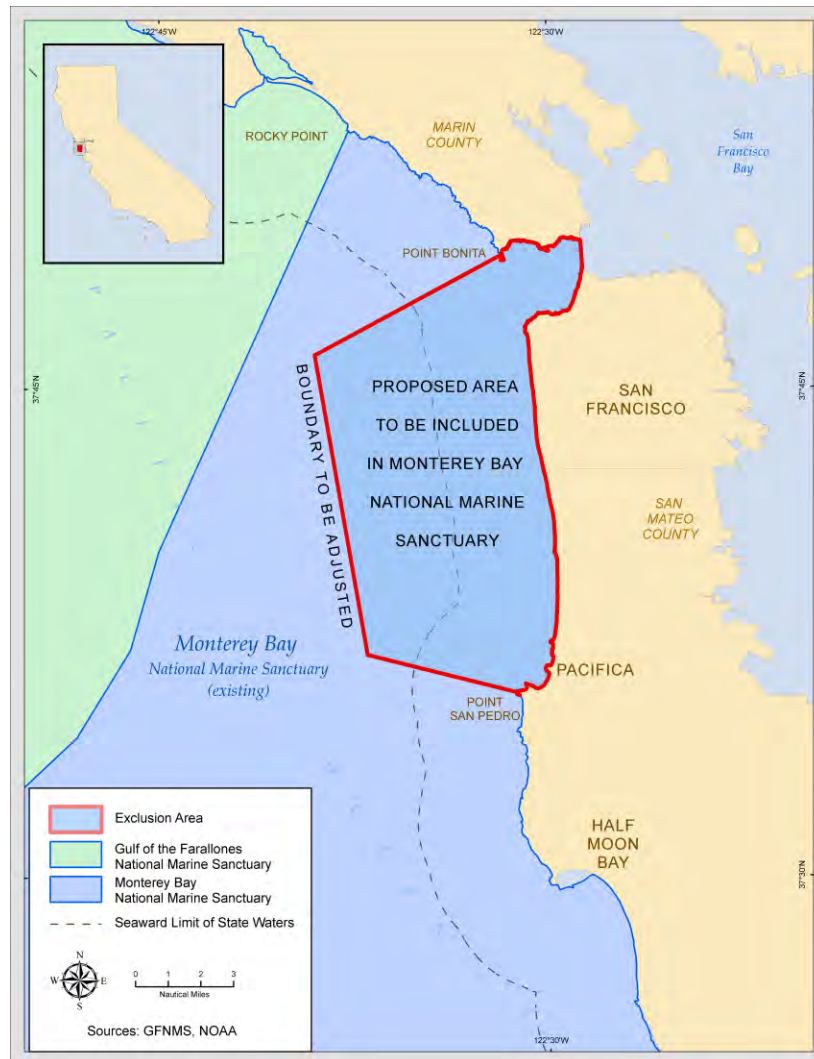 122°45'W
122°30'W
ROCKY POINT
MARIN
COUNTY
San
Francisco
Bay
POINT BONITA
37°45'N
37°45'N
PROPOSED AREA
TO BE INCLUDED
IN MONTEREY BAY
NATIONAL MARINE
SANCTUARY
BOUNDARY TO BE ADJUSTED
SAN
FRANCISCO
SAN
MATEO
COUNTY
Monterey Bay
National Marine Sanctuary
(existing)
PACIFICA
POINT
SAN PEDRO
HALF
MOON
BAY
37°30'N
Exclusion Area
Gulf of the Farallones
National Marine Sanctuary
Monterey Bay
National Marine Sanctuary
Seaward Limit of State Waters
N
W
E
S
0 1 2 3
Nautical Miles
Sources: GFNMS, NOAA
122°30'W